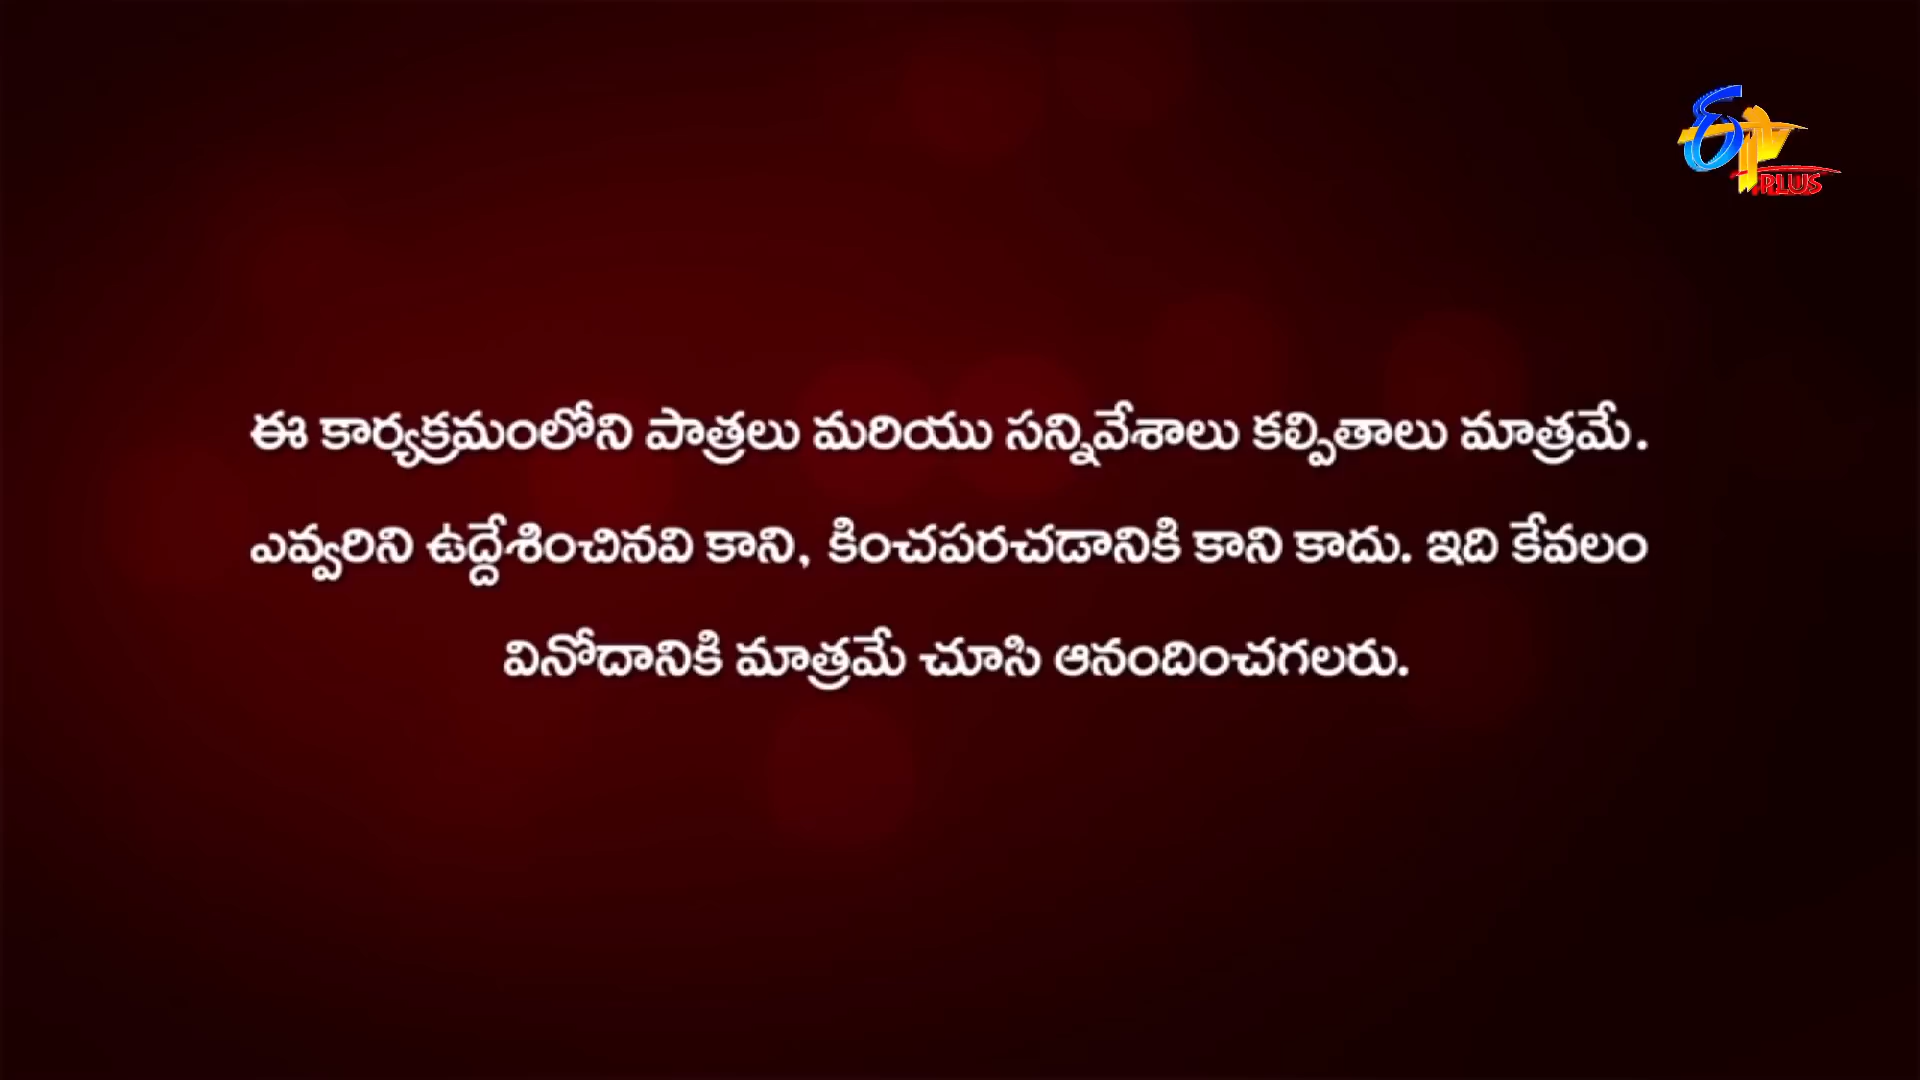 ఈ PLUS
ఈ కార్యక్రమంలోని పాత్రలు మరియు సన్నివేశాలు కల్పితాలు మాత్రమే.
ఎవ్వరిని ఉద్దేశించినవి కాని, కించపరచడానికి కాని కాదు. ఇది కేవలం
వినోదానికి మాత్రమే చూసి ఆనందించగలరు.